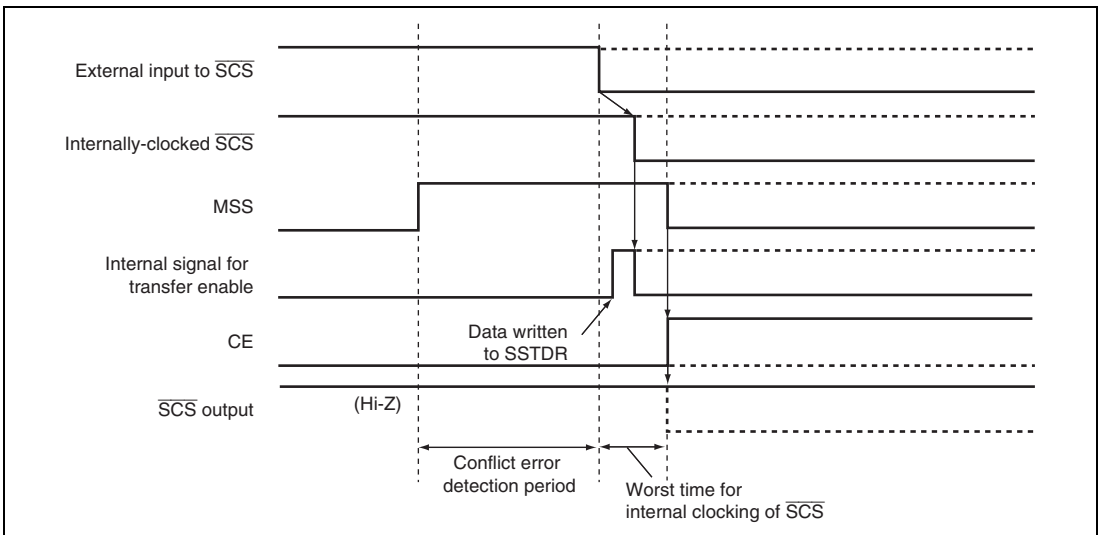 External input to SCS
Internally-clocked SCS
MSS
Internal signal for
transfer enable
Data written
to SSTDR
CE
SCS output
(Hi-Z)
Conflict error
detection period
Worst time for
internal clocking of SCS